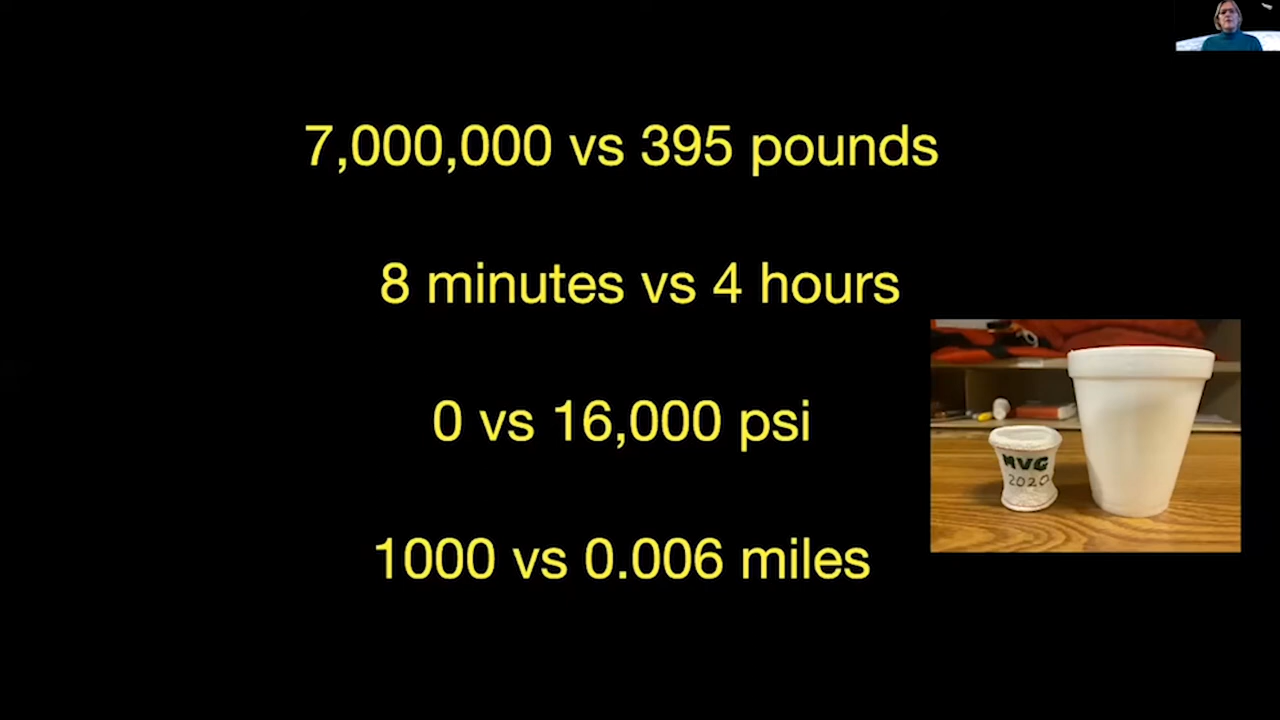 7,000,000 vs 395 pounds
8 minutes vs 4 hours
0 vs 16,000 psi
MVG
2020
1000 vs 0.006 miles